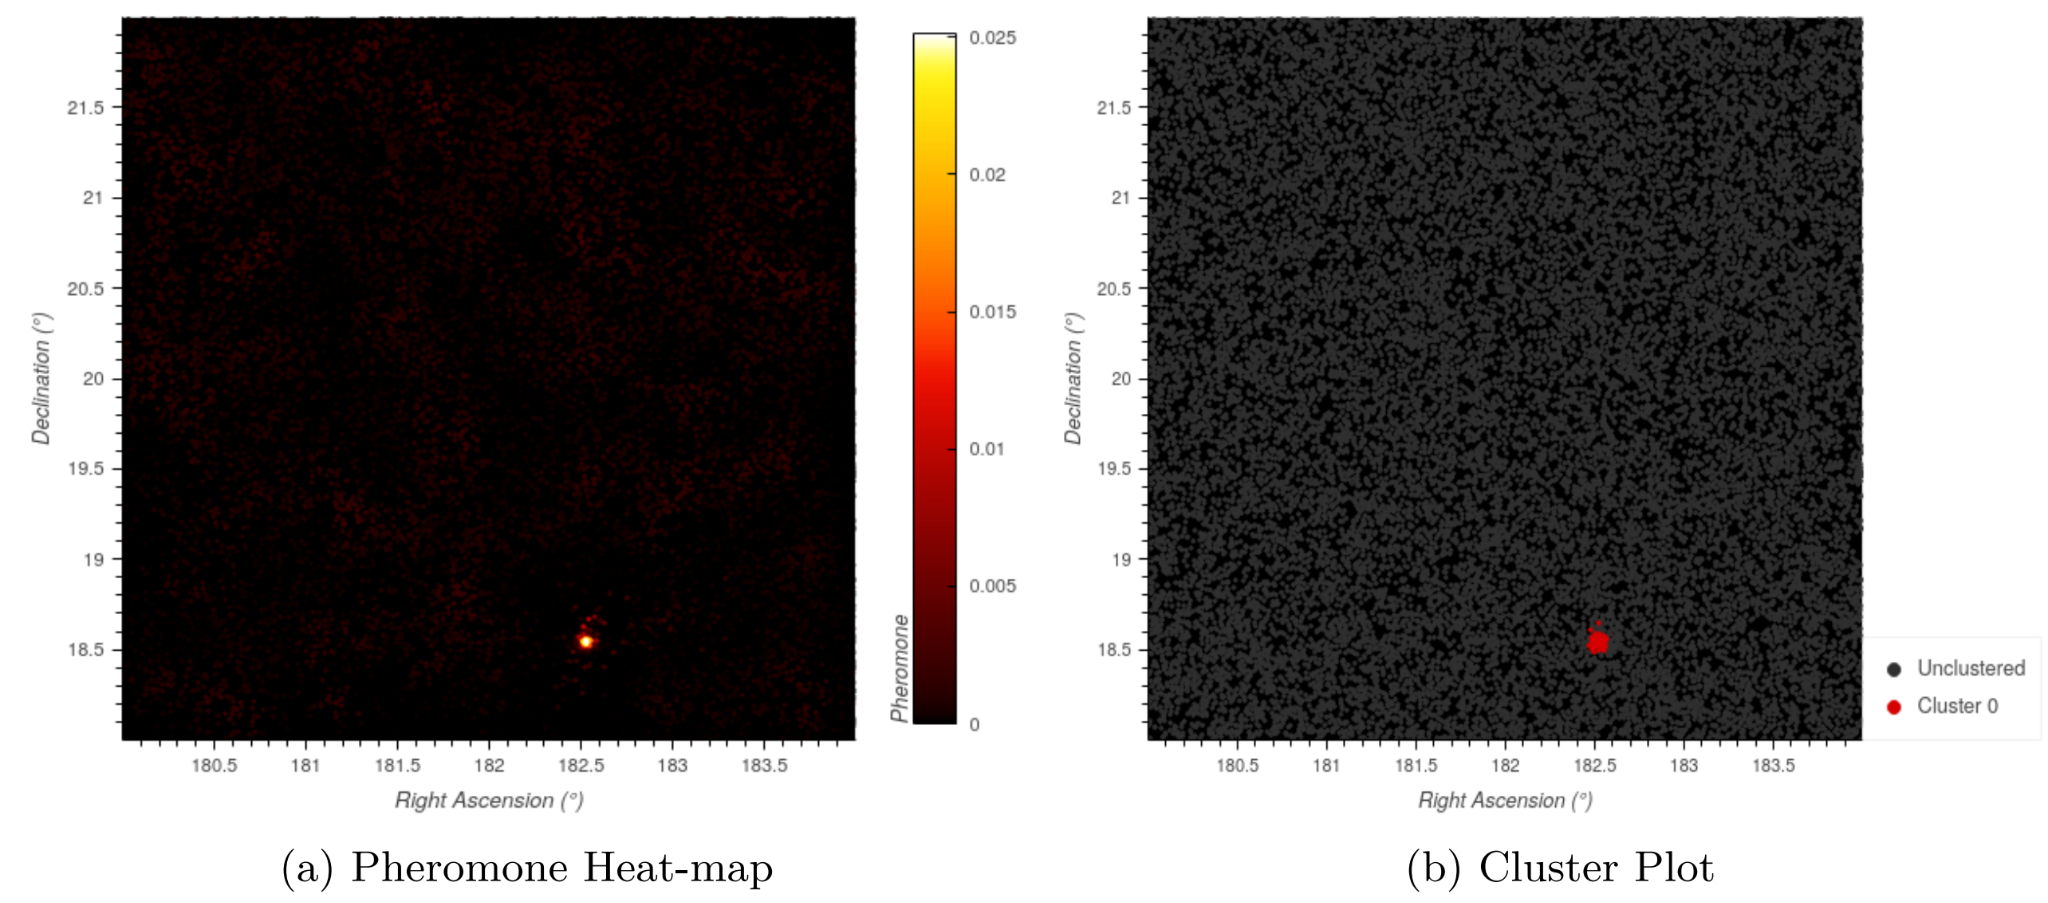 21.5
21
20.5
20
19.5
19
18.5
Declination (°)
180.5 181 181.5 182 182.5 183 183.5
Right Ascension (°)
0.025
0.02
0.015
0.01
0.005
0
Pheromone
(a) Pheromone Heat-map
21.5
21
20.5
20
19.5
19
18.5
Declination (°)
180.5 181 181.5 182 182.5 183 183.5
Right Ascension (°)
Unclustered
Cluster 0
(b) Cluster Plot